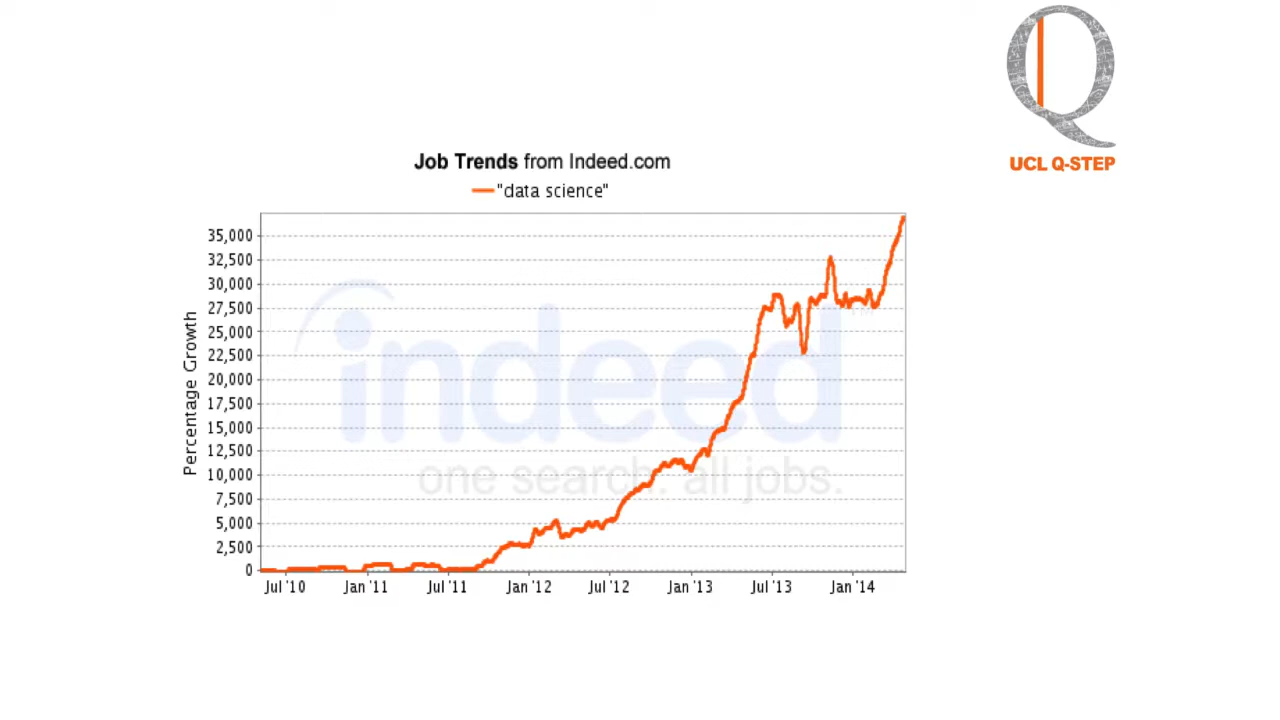 UCL Q-STEP
Job Trends from Indeed.com
"data science"
Percentage Growth
35,000
32,500
30,000
27,500
25,000
22,500
20,000
17,500
15,000
12,500
10,000
7,500
5,000
2,500
0
indeed™
one search. all jobs.
Jul '10 Jan '11 Jul '11 Jan '12 Jul '12 Jan '13 Jul '13 Jan '14